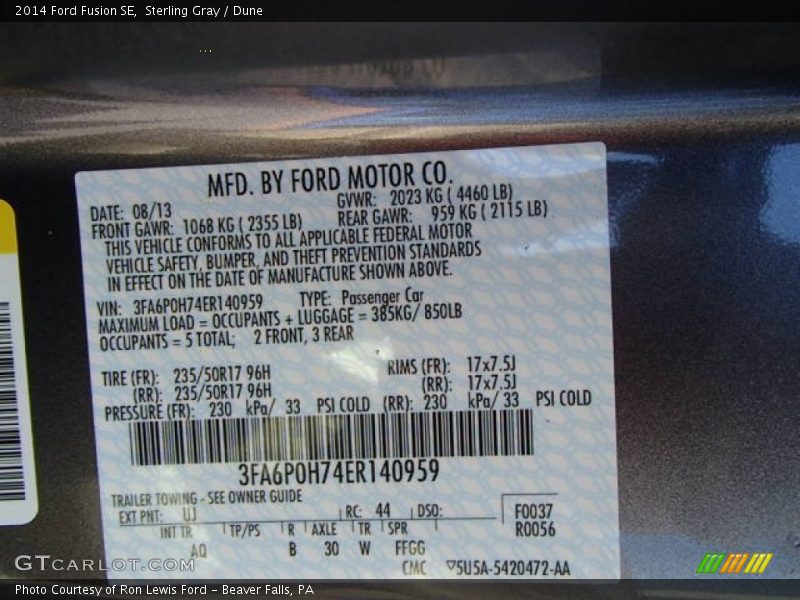 2014 Ford Fusion SE,  Sterling Gray / Dune
MFD. BY FORD MOTOR CO.
DATE: 08/13 GVWR: 2023 KG ( 4460 LB)
FRONT GAWR: 1068 KG ( 2355 LB) REAR GAWR: 959 KG ( 2115 LB)
THIS VEHICLE CONFORMS TO ALL APPLICABLE FEDERAL MOTOR
VEHICLE SAFETY, BUMPER, AND THEFT PREVENTION STANDARDS
IN EFFECT ON THE DATE OF MANUFACTURE SHOWN ABOVE.
VIN: 3FA6P0H74ER140959 TYPE: Passenger Car
MAXIMUM LOAD = OCCUPANTS + LUGGAGE = 385KG/ 850LB
OCCUPANTS = 5 TOTAL; 2 FRONT, 3 REAR
TIRE (FR): 235/50R17 96H RIMS (FR): 17x7.5J
(RR): 235/50R17 96H (RR): 17x7.5J
PRESSURE (FR): 230 kPa/ 33 PSI COLD (RR): 230 kPa/ 33 PSI COLD
3FA6P0H74ER140959
TRAILER TOWING - SEE OWNER GUIDE
EXT PNT: UJ RC: 44 DSO: F0037
INT TR TP/PS R AXLE TR SPR R0056
AQ B 30 W FFGG
CMC ▽5U5A-5420472-AA
GTCarLot.com
Photo Courtesy of Ron Lewis Ford – Beaver Falls, PA